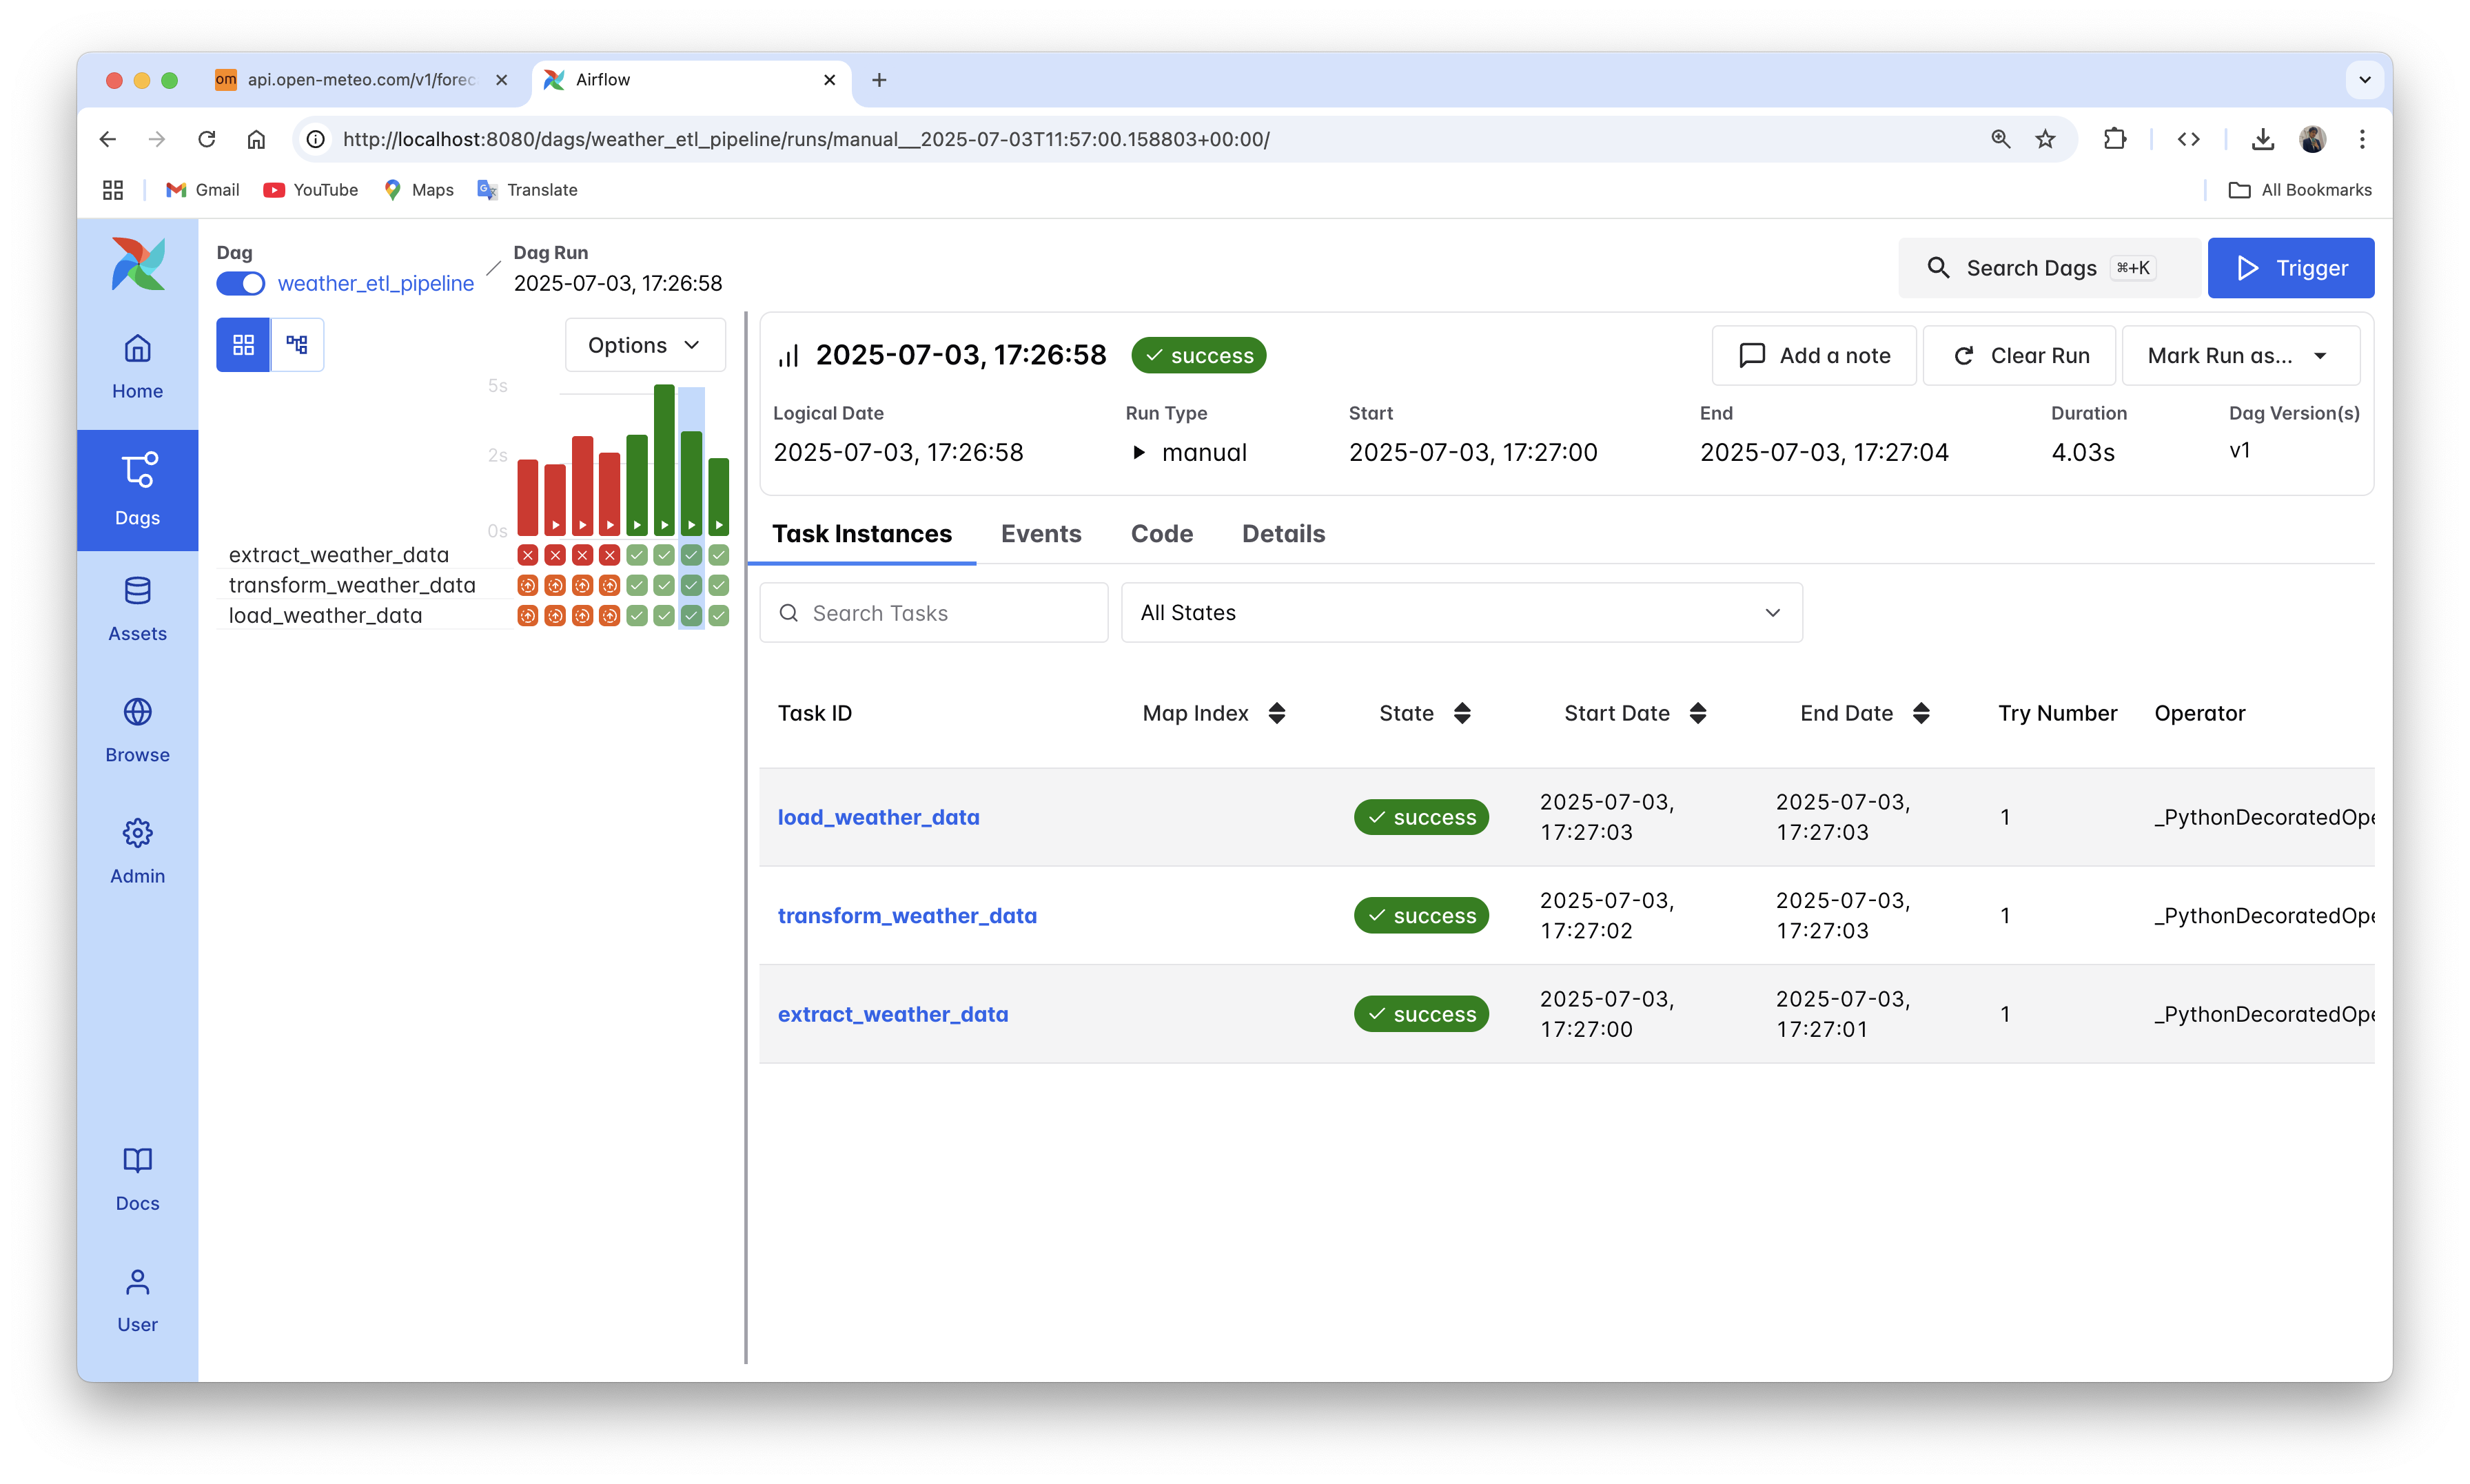 om api.open-meteo.com/v1/forec
Airflow
http://localhost:8080/dags/weather_etl_pipeline/runs/manual__2025-07-03T11:57:00.158803+00:00/
Gmail YouTube Maps Translate All Bookmarks
Dag
weather_etl_pipeline
Dag Run
2025-07-03, 17:26:58
Search Dags ⌘+K
Trigger
Home
Dags
Assets
Browse
Admin
Docs
User
Options
5s
2s
0s
extract_weather_data
transform_weather_data
load_weather_data
2025-07-03, 17:26:58 success
Add a note Clear Run Mark Run as...
Logical Date Run Type Start End Duration Dag Version(s)
2025-07-03, 17:26:58 manual 2025-07-03, 17:27:00 2025-07-03, 17:27:04 4.03s v1
Task Instances Events Code Details
Search Tasks All States
Task ID Map Index State Start Date End Date Try Number Operator
load_weather_data success 2025-07-03, 17:27:03 2025-07-03, 17:27:03 1 _PythonDecoratedOpe
transform_weather_data success 2025-07-03, 17:27:02 2025-07-03, 17:27:03 1 _PythonDecoratedOpe
extract_weather_data success 2025-07-03, 17:27:00 2025-07-03, 17:27:01 1 _PythonDecoratedOpe